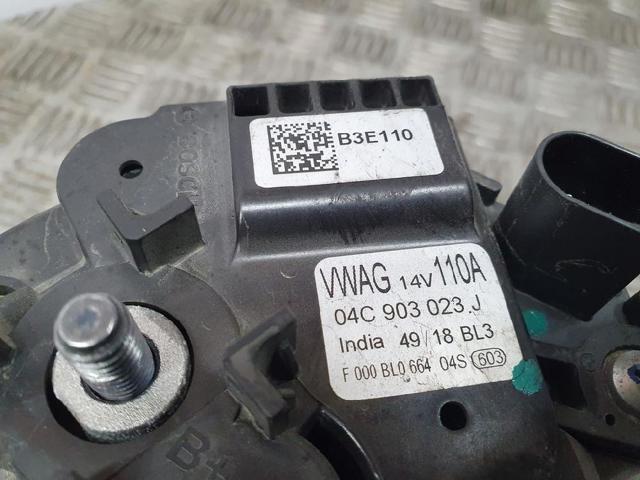 B3E110
VWAG 14V 110A
04C 903 023 J
India 49/18 BL3
F 000 BL0 664 04S 603
B+